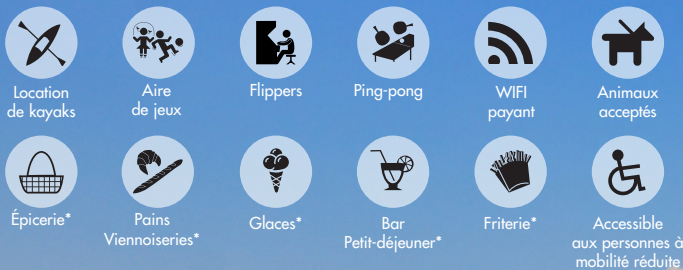 Location
de kayaks
Aire
de jeux
Flippers
Ping-pong
WIFI
payant
Animaux
acceptés
Épicerie*
Pains
Viennoiseries*
Glaces*
Bar
Petit-déjeuner*
Friterie*
Accessible
aux personnes à
mobilité réduite